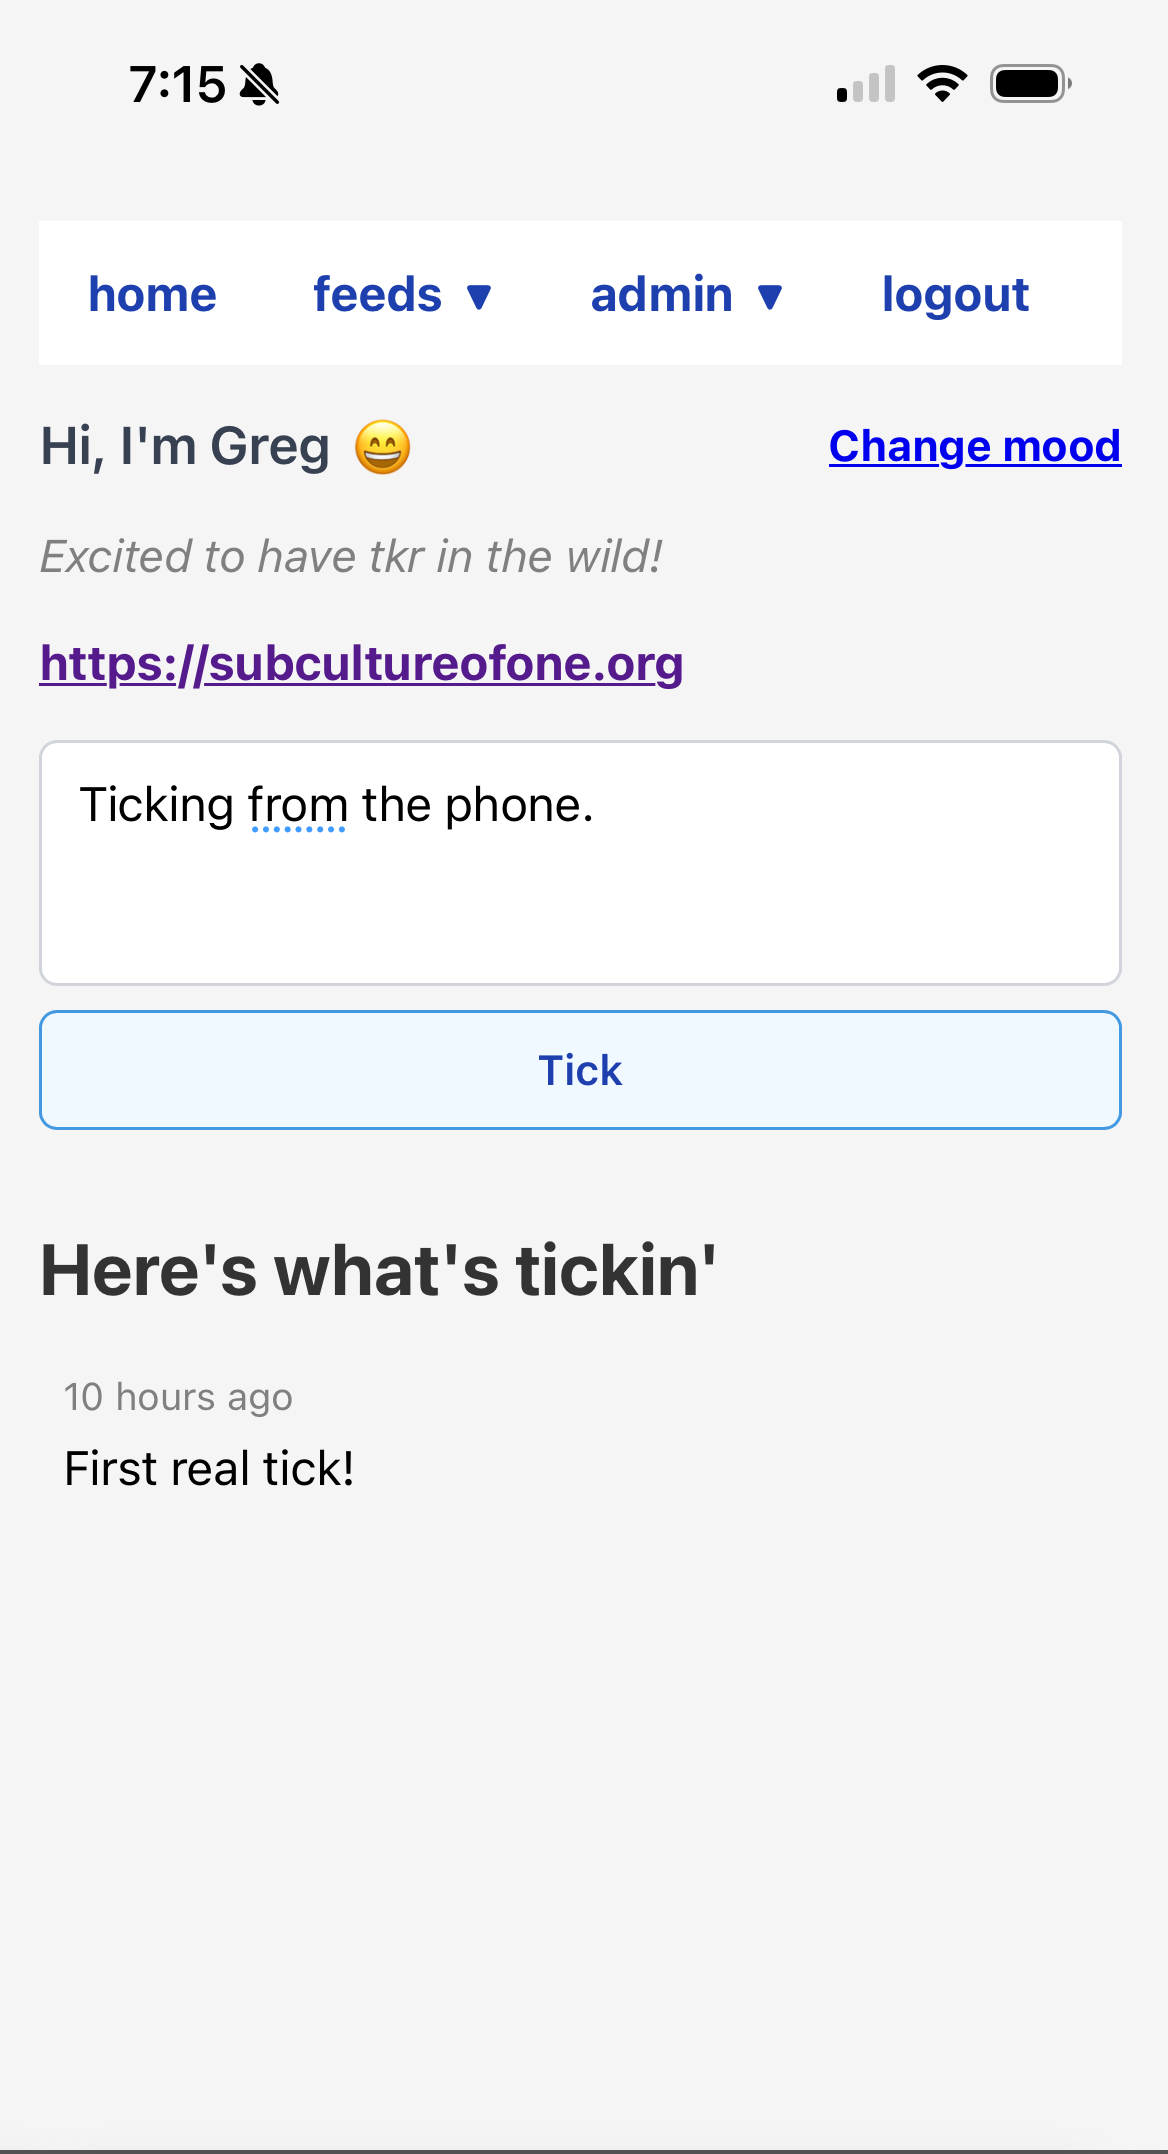 7:15
home feeds ▼ admin ▼ logout
Hi, I'm Greg 😄 Change mood
Excited to have tkr in the wild!
https://subcultureofone.org
Ticking from the phone.
Tick
Here's what's tickin'
10 hours ago
First real tick!